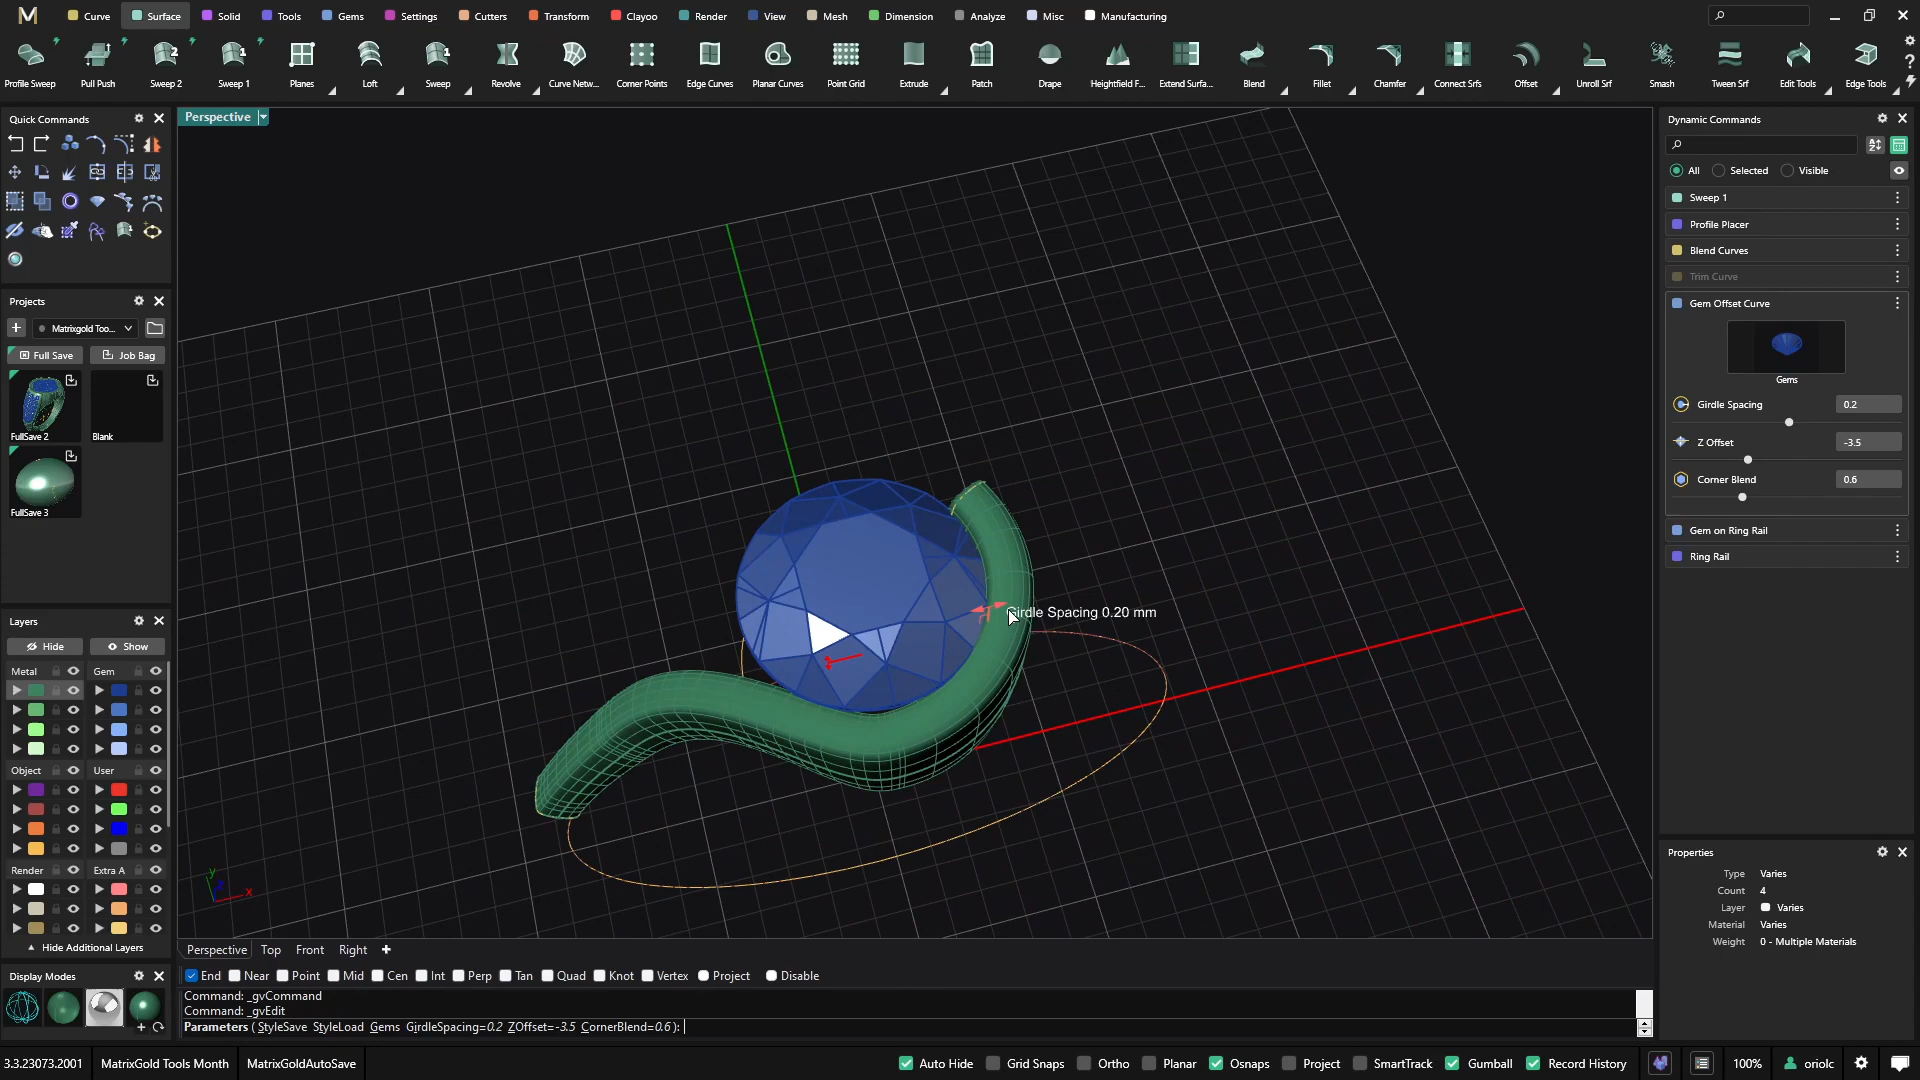 M Curve Surface Solid Tools Gems Settings Cutters Transform Clayoo Render View Mesh Dimension Analyze Misc Manufacturing
Profile Sweep Pull Push Sweep 2 Sweep 1 Planes Loft Sweep Revolve Curve Netw... Corner Points Edge Curves Planar Curves Point Grid Extrude Patch Drape Heightfield F... Extend Surfa... Blend Fillet Chamfer Connect Srfs Offset Unroll Srf Smash Tween Srf Edit Tools Edge Tools
Quick Commands
Projects
Matrixgold Too...
Full Save Job Bag
FullSave 2 Blank
FullSave 3
Layers
Hide Show
Metal Gem
Object User
Render Extra A
Hide Additional Layers
Display Modes
Perspective
Girdle Spacing 0.20 mm
y
z
x
Perspective Top Front Right +
End Near Point Mid Cen Int Perp Tan Quad Knot Vertex Project Disable
Command: _gvCommand
Command: _gvEdit
Parameters ( StyleSave StyleLoad Gems GirdleSpacing=0.2 ZOffset=-3.5 CornerBlend=0.6 ):
Dynamic Commands
All Selected Visible
Sweep 1
Profile Placer
Blend Curves
Trim Curve
Gem Offset Curve
Gems
Girdle Spacing 0.2
Z Offset -3.5
Corner Blend 0.6
Gem on Ring Rail
Ring Rail
Properties
Type Varies
Count 4
Layer Varies
Material Varies
Weight 0 - Multiple Materials
3.3.23073.2001 MatrixGold Tools Month MatrixGoldAutoSave Auto Hide Grid Snaps Ortho Planar Osnaps Project SmartTrack Gumball Record History 100% oriolc